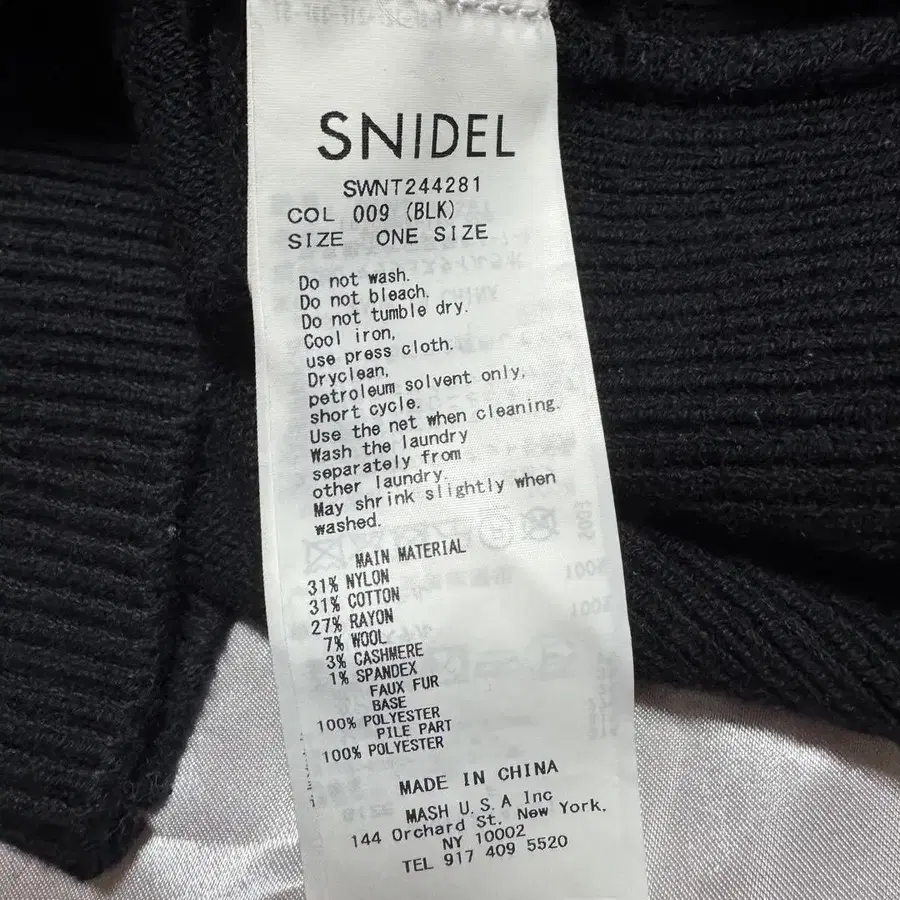 SNIDEL
SWNT244281
COL 009 (BLK)
SIZE ONE SIZE
Do not wash.
Do not bleach.
Do not tumble dry.
Cool iron,
use press cloth.
Dryclean,
petroleum solvent only,
short cycle.
Use the net when cleaning.
Wash the laundry
separately from
other laundry.
May shrink slightly when
washed.
MAIN MATERIAL
31% NYLON
31% COTTON
27% RAYON
7% WOOL
3% CASHMERE
1% SPANDEX
FAUX FUR
BASE
100% POLYESTER
PILE PART
100% POLYESTER
MADE IN CHINA
MASH U.S.A Inc
144 Orchard St. New York.
NY 10002
TEL 917 409 5520